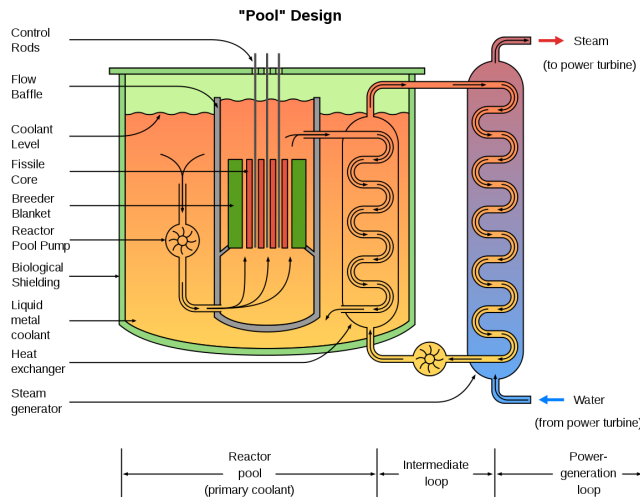 "Pool" Design
Control
Rods
Flow
Baffle
Coolant
Level
Fissile
Core
Breeder
Blanket
Reactor
Pool Pump
Biological
Shielding
Liquid
metal
coolant
Heat
exchanger
Steam
generator
Steam
(to power turbine)
Water
(from power turbine)
Reactor
pool
(primary coolant)
Intermediate
loop
Power-
generation
loop